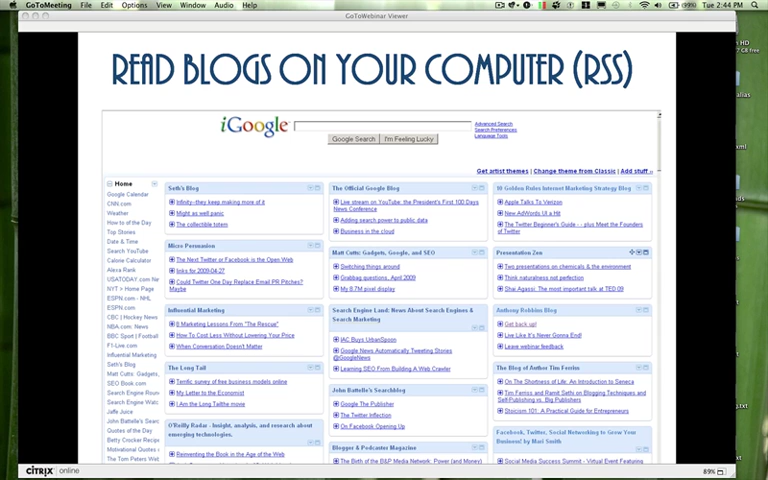 GoToMeeting File Edit Options View Window Audio Help
(99%) Tue 2:44 PM
GoToWebinar Viewer
READ BLOGS ON YOUR COMPUTER (RSS)
iGoogle
Advanced Search
Search Preferences
Language Tools
Google Search I'm Feeling Lucky
Get artist themes | Change theme from Classic | Add stuff »
Home
Google Calendar
CNN.com
Weather
How to of the Day
Top Stories
Date & Time
Search YouTube
Calorie Calculator
Alexa Rank
USATODAY.com
NYT > Home Page
ESPN.com - NHL
ESPN.com
CBC | Hockey News
NBA.com: News
BBC Sport | Football
F1-Live.com
Influential Marketing
Seth's Blog
Matt Cutts: Gadgets,
SEO Book.com
Search Engine
Search Engine
Jaffe Juice
John Battelle's
Quotes of the Day
Betty Crocker
Motivational Quotes
The Tom Peters
Seth's Blog
Infinity--they keep making more of it
Might as well panic
The collectible totem
Micro Persuasion
The Next Twitter or Facebook is the Open Web
links for 2009-04-27
Could Twitter One Day Replace Email PR Pitches?
Maybe
Influential Marketing
8 Marketing Lessons From "The Rescue"
How To Cost Less Without Lowering Your Price
When Conversation Doesn't Matter
The Long Tail
Terrific survey of free business models online
My Letter to the Economist
I Am the Long Tail:the movie
O'Reilly Radar - Insight, analysis, and research about
emerging technologies.
Reinventing the Book in the Age of the Web
The Official Google Blog
Live stream on YouTube: the President's First 100 Days
News Conference
Adding search power to public data
Business in the cloud
Matt Cutts: Gadgets, Google, and SEO
Switching things around
Grabbag questions, April 2009
My 8.7M pixel display
Search Engine Land: News About Search Engines &
Search Marketing
IAC Buys UrbanSpoon
Google News Automatically Tweeting Stories
@GoogleNews
Learning SEO From Building A Web Crawler
John Battelle's Searchblog
Google The Publisher
The Twitter Inflection
On Facebook Opening Up
Blogger & Podcaster Magazine
The Birth of the B&P Media Network: Power (and Money)
10 Golden Rules Internet Marketing Strategy Blog
Apple Talks To Verizon
New AdWords UI a Hit
The Twitter Beginner's Guide - - plus Meet the Founders
of Twitter
Presentation Zen
Two presentations on chemicals & the environment
Think naturalness not perfection
Shai Agassi: The most important talk at TED 09
Anthony Robbins Blog
Get back up!
Live Like It's Never Gonna End!
Leave webinar feedback
The Blog of Author Tim Ferriss
On The Shortness of Life: An Introduction to Seneca
Tim Ferriss and Ramit Sethi on Blogging Techniques and
Self-Publishing vs. Big Publishers
Stoicism 101: A Practical Guide for Entrepreneurs
Facebook, Twitter, Social Networking to Grow Your
Business! by Mari Smith
Social Media Success Summit - Virtual Event Featuring
CITRIX online
89%